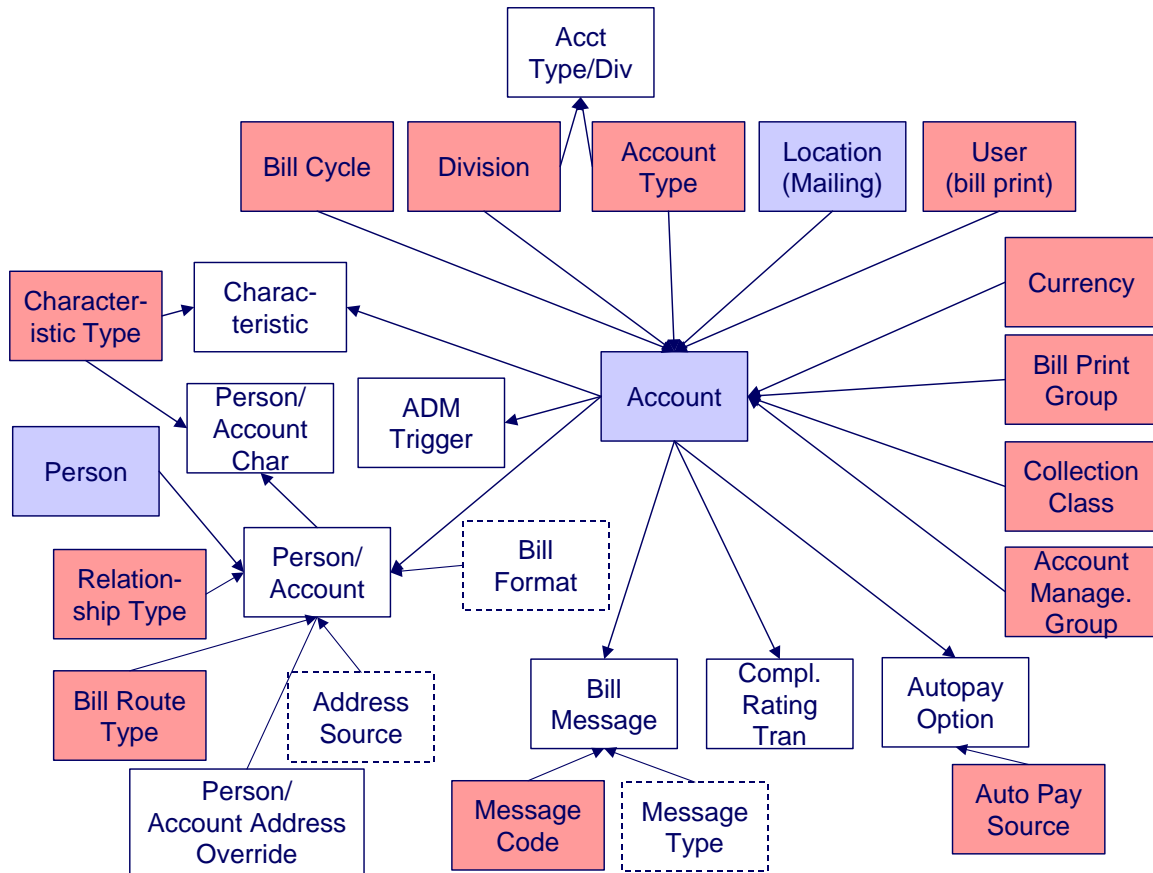 Acct
Type/Div
Bill Cycle
Division
Account
Type
Location
(Mailing)
User
(bill print)
Character-
istic Type
Charac-
teristic
Currency
Person/
Account
Char
ADM
Trigger
Account
Bill Print
Group
Person
Collection
Class
Relation-
ship Type
Person/
Account
Bill
Format
Account
Manage.
Group
Bill Route
Type
Address
Source
Bill
Message
Compl.
Rating
Tran
Autopay
Option
Person/
Account Address
Override
Message
Code
Message
Type
Auto Pay
Source